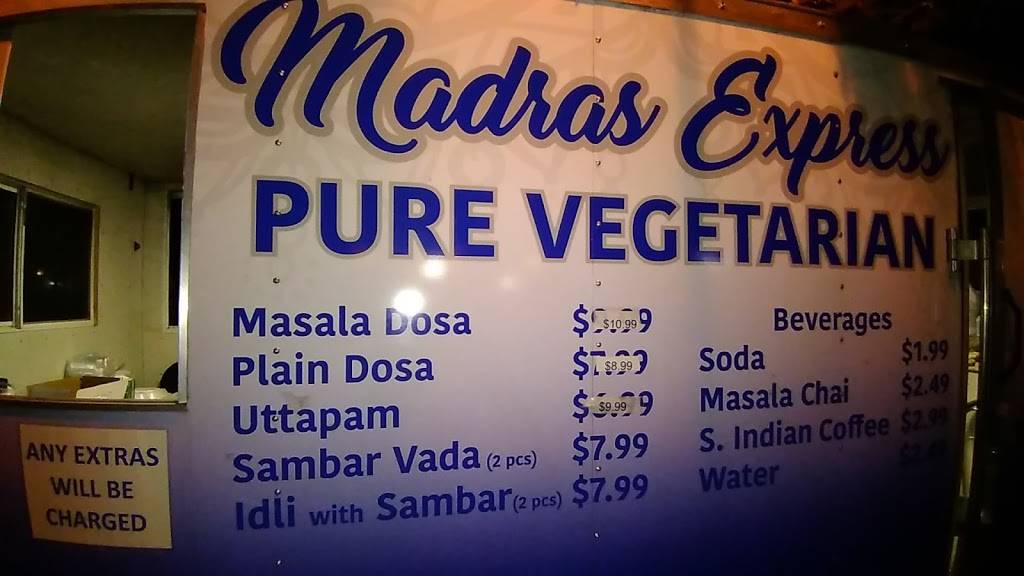 Madras Express
PURE VEGETARIAN
Masala Dosa $10.99
Plain Dosa $8.99
Uttapam $9.99
Sambar Vada (2 pcs) $7.99
Idli with Sambar (2 pcs) $7.99
Beverages
Soda $1.99
Masala Chai $2.49
S. Indian Coffee $2.99
Water
ANY EXTRAS
WILL BE
CHARGED